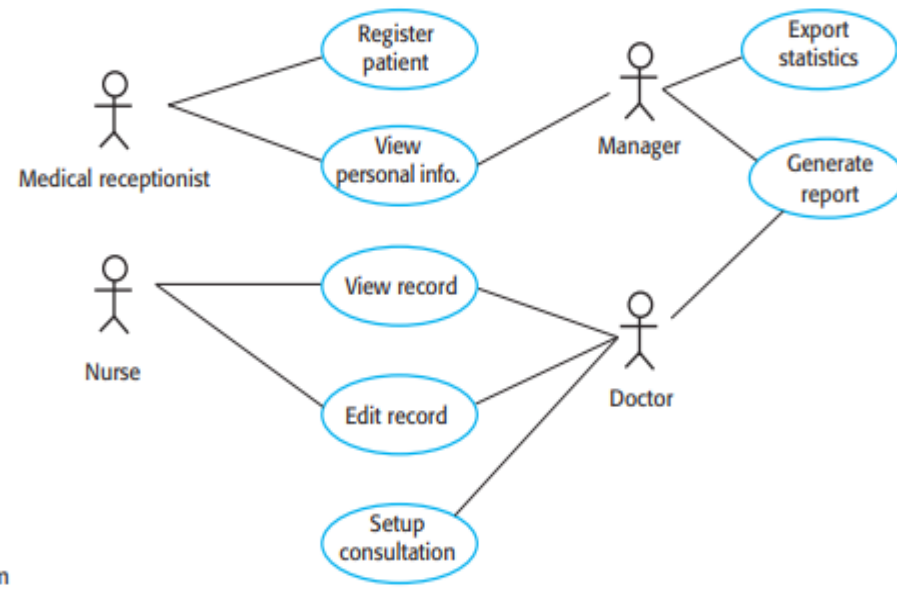 Register
patient
Export
statistics
Medical receptionist
View
personal info.
Manager
Generate
report
Nurse
View record
Edit record
Doctor
Setup
consultation